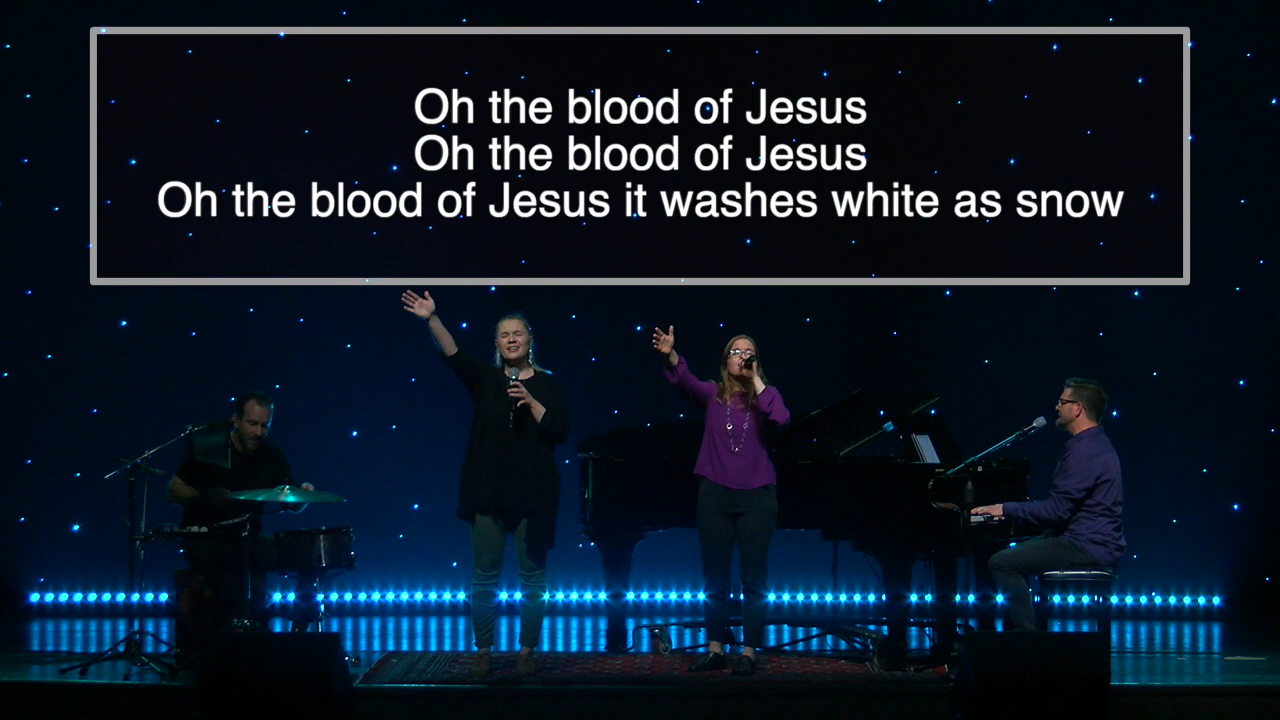 Oh the blood of Jesus
Oh the blood of Jesus
Oh the blood of Jesus it washes white as snow